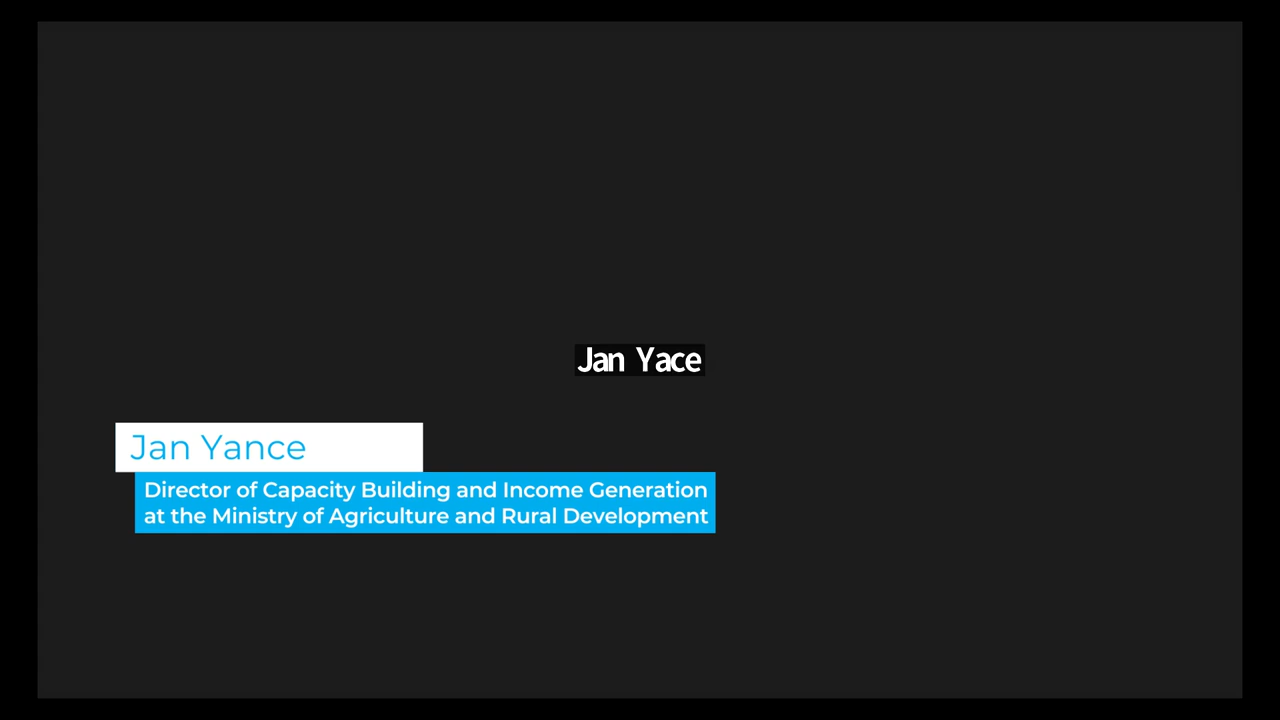 Jan Yace
Jan Yance
Director of Capacity Building and Income Generation
at the Ministry of Agriculture and Rural Development